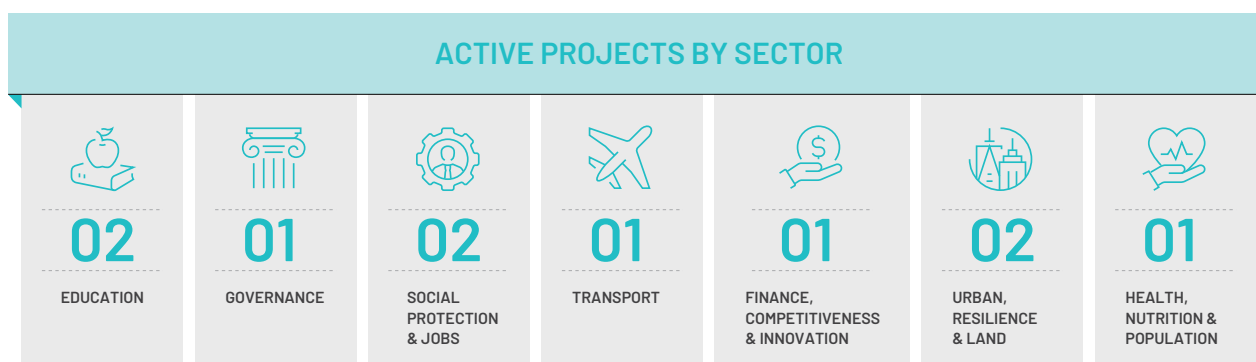 ACTIVE PROJECTS BY SECTOR
02
EDUCATION
01
GOVERNANCE
02
SOCIAL
PROTECTION
& JOBS
01
TRANSPORT
$
01
FINANCE,
COMPETITIVENESS
& INNOVATION
02
URBAN,
RESILIENCE
& LAND
01
HEALTH,
NUTRITION &
POPULATION